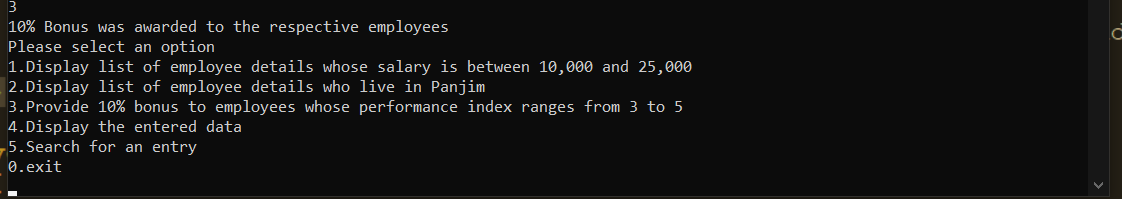 3
10% Bonus was awarded to the respective employees
Please select an option
1.Display list of employee details whose salary is between 10,000 and 25,000
2.Display list of employee details who live in Panjim
3.Provide 10% bonus to employees whose performance index ranges from 3 to 5
4.Display the entered data
5.Search for an entry
0.exit